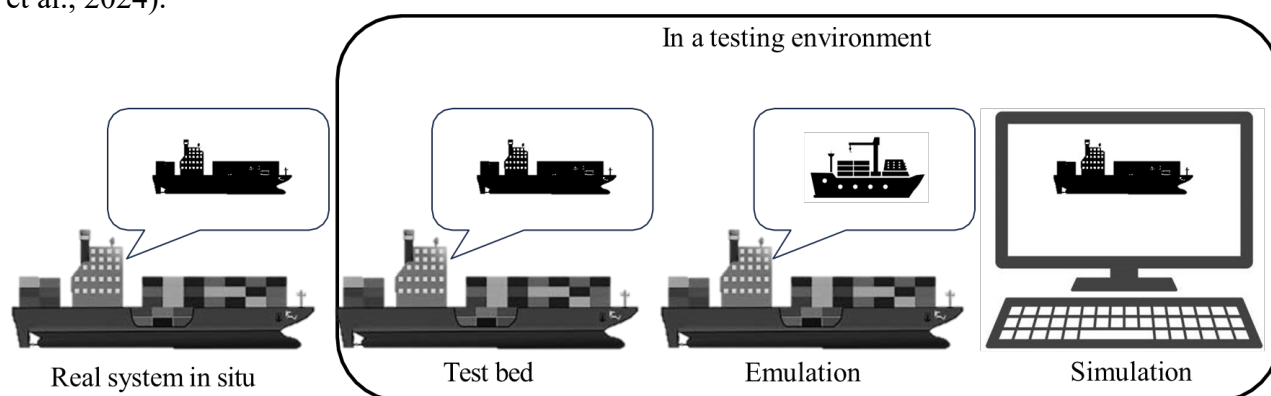 et al., 2024).
In a testing environment
Real system in situ
Test bed
Emulation
Simulation